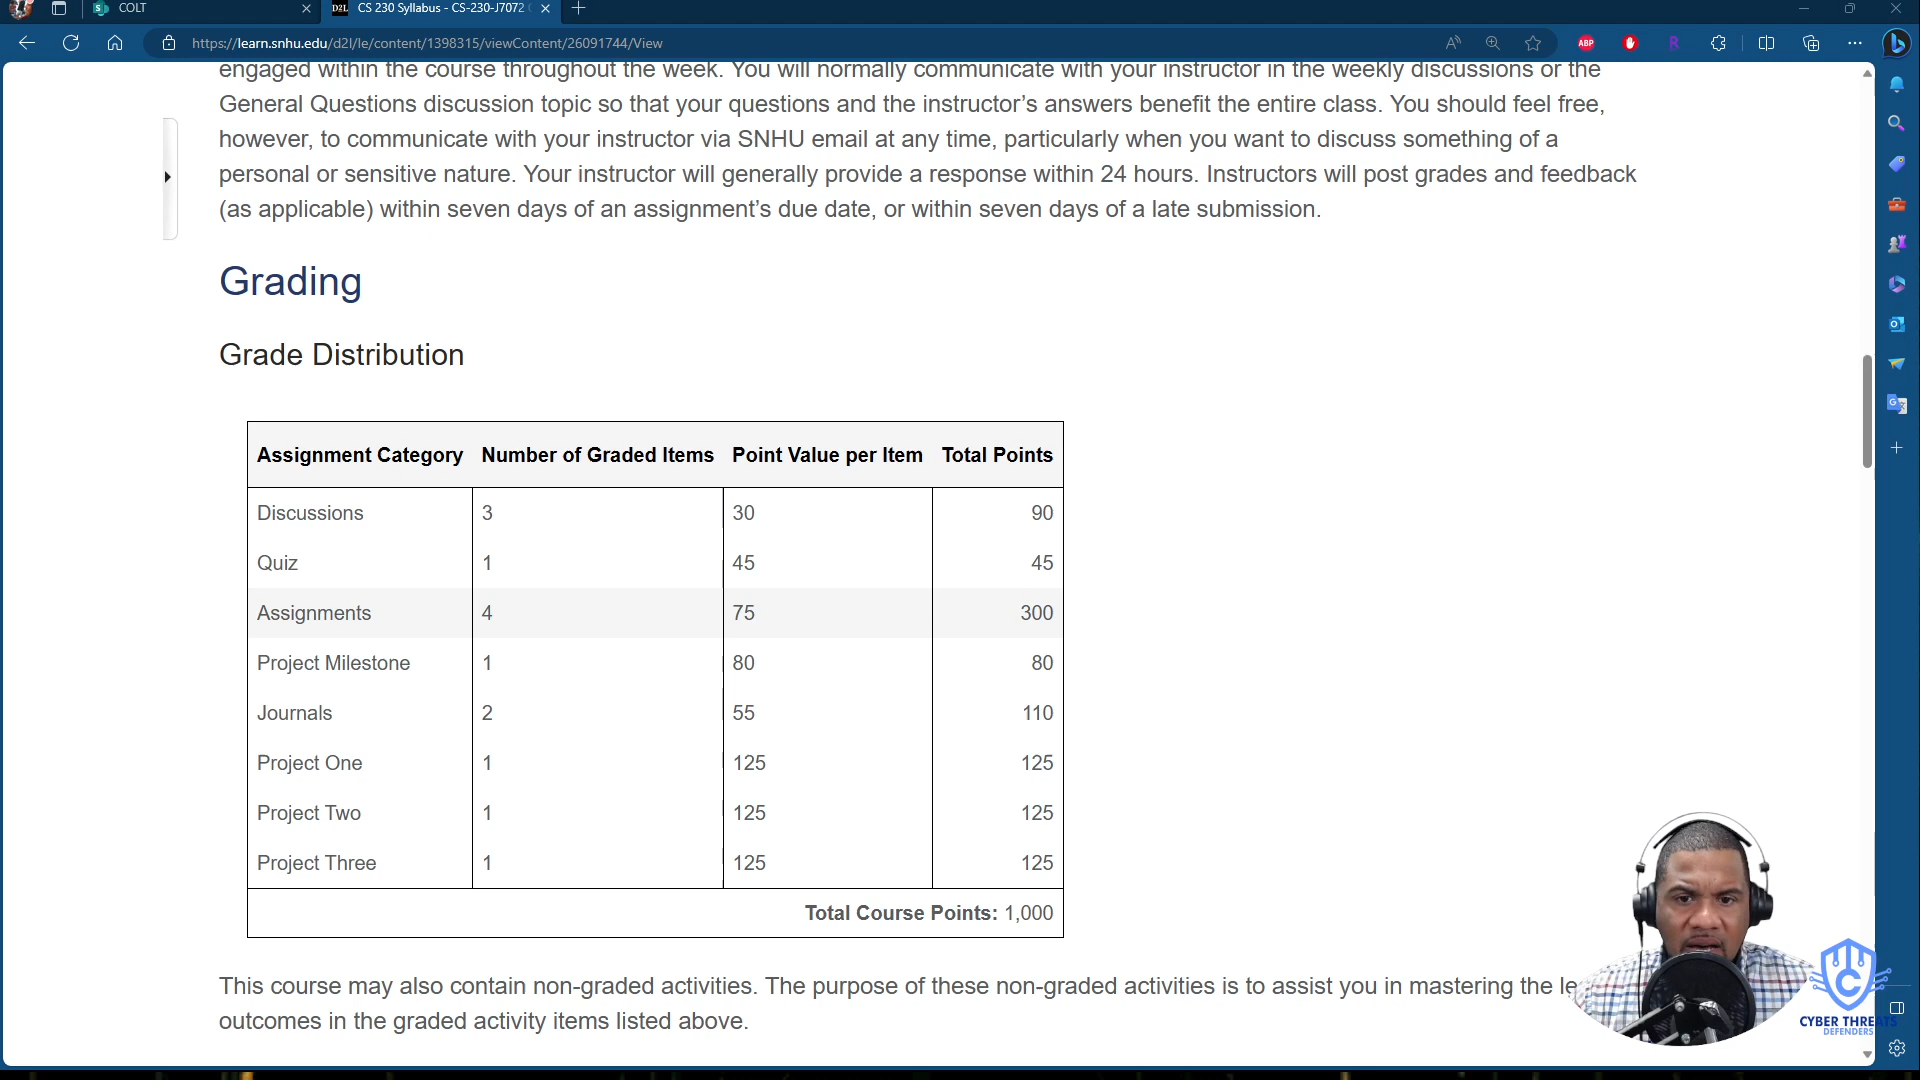 COLT
D2L CS 230 Syllabus - CS-230-J7072
https://learn.snhu.edu/d2l/le/content/1398315/viewContent/26091744/View
ABP
engaged within the course throughout the week. You will normally communicate with your instructor in the weekly discussions or the
General Questions discussion topic so that your questions and the instructor's answers benefit the entire class. You should feel free,
however, to communicate with your instructor via SNHU email at any time, particularly when you want to discuss something of a
personal or sensitive nature. Your instructor will generally provide a response within 24 hours. Instructors will post grades and feedback
(as applicable) within seven days of an assignment's due date, or within seven days of a late submission.
Grading
Grade Distribution
Assignment Category Number of Graded Items Point Value per Item Total Points
Discussions 3 30 90
Quiz 1 45 45
Assignments 4 75 300
Project Milestone 1 80 80
Journals 2 55 110
Project One 1 125 125
Project Two 1 125 125
Project Three 1 125 125
Total Course Points: 1,000
This course may also contain non-graded activities. The purpose of these non-graded activities is to assist you in mastering the le
outcomes in the graded activity items listed above.
CYBER THREATS
DEFENDERS